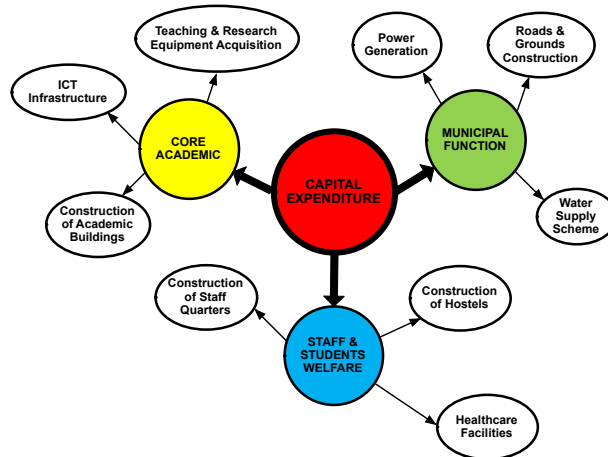 Teaching & Research
Equipment Acquisition
ICT
Infrastructure
CORE
ACADEMIC
Construction
of Academic
Buildings
CAPITAL
EXPENDITURE
Power
Generation
Roads &
Grounds
Construction
MUNICIPAL
FUNCTION
Water
Supply
Scheme
Construction
of Staff
Quarters
Construction
of Hostels
STAFF &
STUDENTS
WELFARE
Healthcare
Facilities